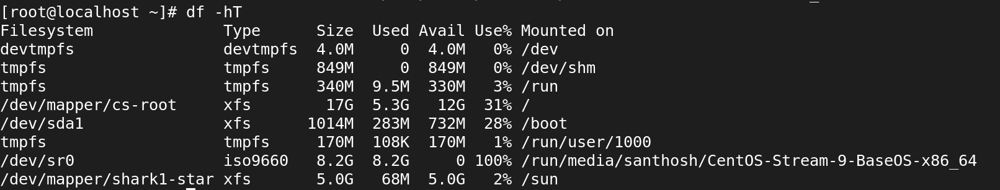 [root@localhost ~]# df -hT
Filesystem              Type      Size  Used Avail Use% Mounted on
devtmpfs                devtmpfs  4.0M     0  4.0M   0% /dev
tmpfs                   tmpfs     849M     0  849M   0% /dev/shm
tmpfs                   tmpfs     340M  9.5M  330M   3% /run
/dev/mapper/cs-root     xfs        17G  5.3G   12G  31% /
/dev/sda1               xfs      1014M  283M  732M  28% /boot
tmpfs                   tmpfs     170M  108K  170M   1% /run/user/1000
/dev/sr0                iso9660   8.2G  8.2G     0 100% /run/media/santhosh/CentOS-Stream-9-BaseOS-x86_64
/dev/mapper/shark1-star xfs       5.0G   68M  5.0G   2% /sun